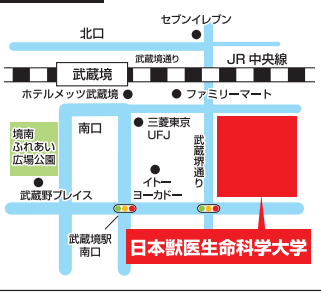 セブンイレブン
北口
武蔵境通り
JR 中央線
武蔵境
ホテルメッツ武蔵境
ファミリーマート
境南
ふれあい
広場公園
南口
三菱東京
UFJ
武蔵堺通り
イトー
ヨーカドー
武蔵野プレイス
武蔵境駅
南口
日本獣医生命科学大学